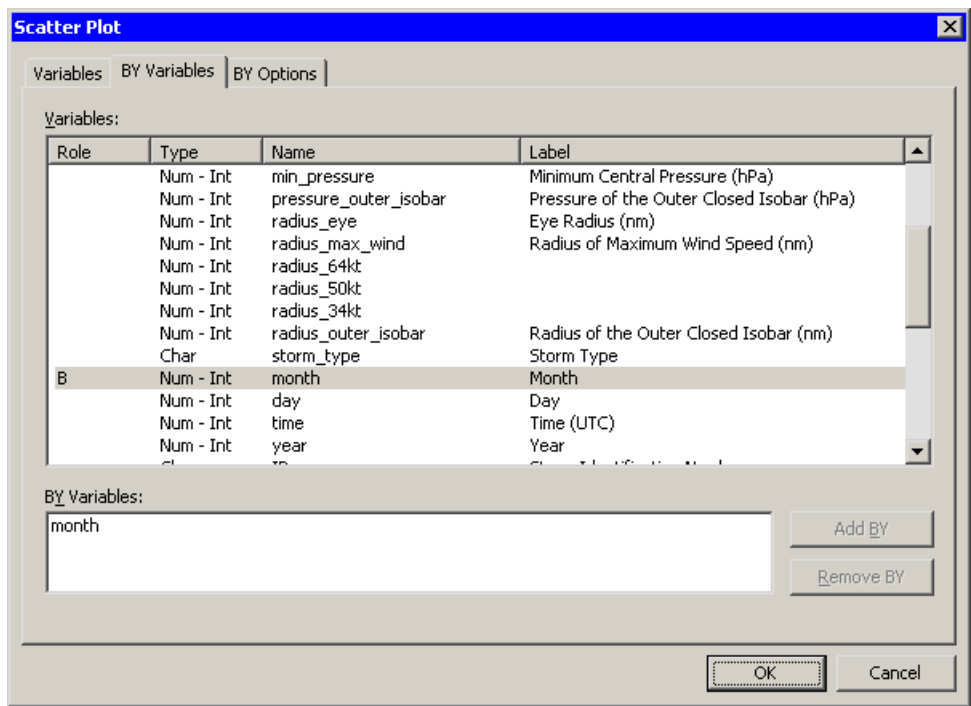 Scatter Plot
Variables BY Variables BY Options
Variables:
Role Type Name Label
Num - Int min_pressure Minimum Central Pressure (hPa)
Num - Int pressure_outer_isobar Pressure of the Outer Closed Isobar (hPa)
Num - Int radius_eye Eye Radius (nm)
Num - Int radius_max_wind Radius of Maximum Wind Speed (nm)
Num - Int radius_64kt
Num - Int radius_50kt
Num - Int radius_34kt
Num - Int radius_outer_isobar Radius of the Outer Closed Isobar (nm)
Char storm_type Storm Type
B Num - Int month Month
Num - Int day Day
Num - Int time Time (UTC)
Num - Int year Year
BY Variables:
month
Add BY
Remove BY
OK Cancel